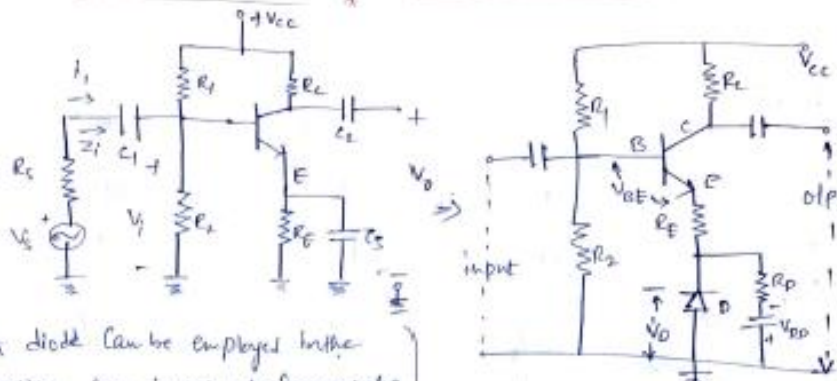 +Vcc
R1
Rc
I1
Zi
C1
+
C2
+
Rs
Vs
+
Vi
-
R2
E
RE
CE
Vo
-
⇒
Vcc
R1
RC
B
C
VBE
E
RE
input
R2
D
VD
RD
VDD
-
+
o/p
diode Can be employed in the